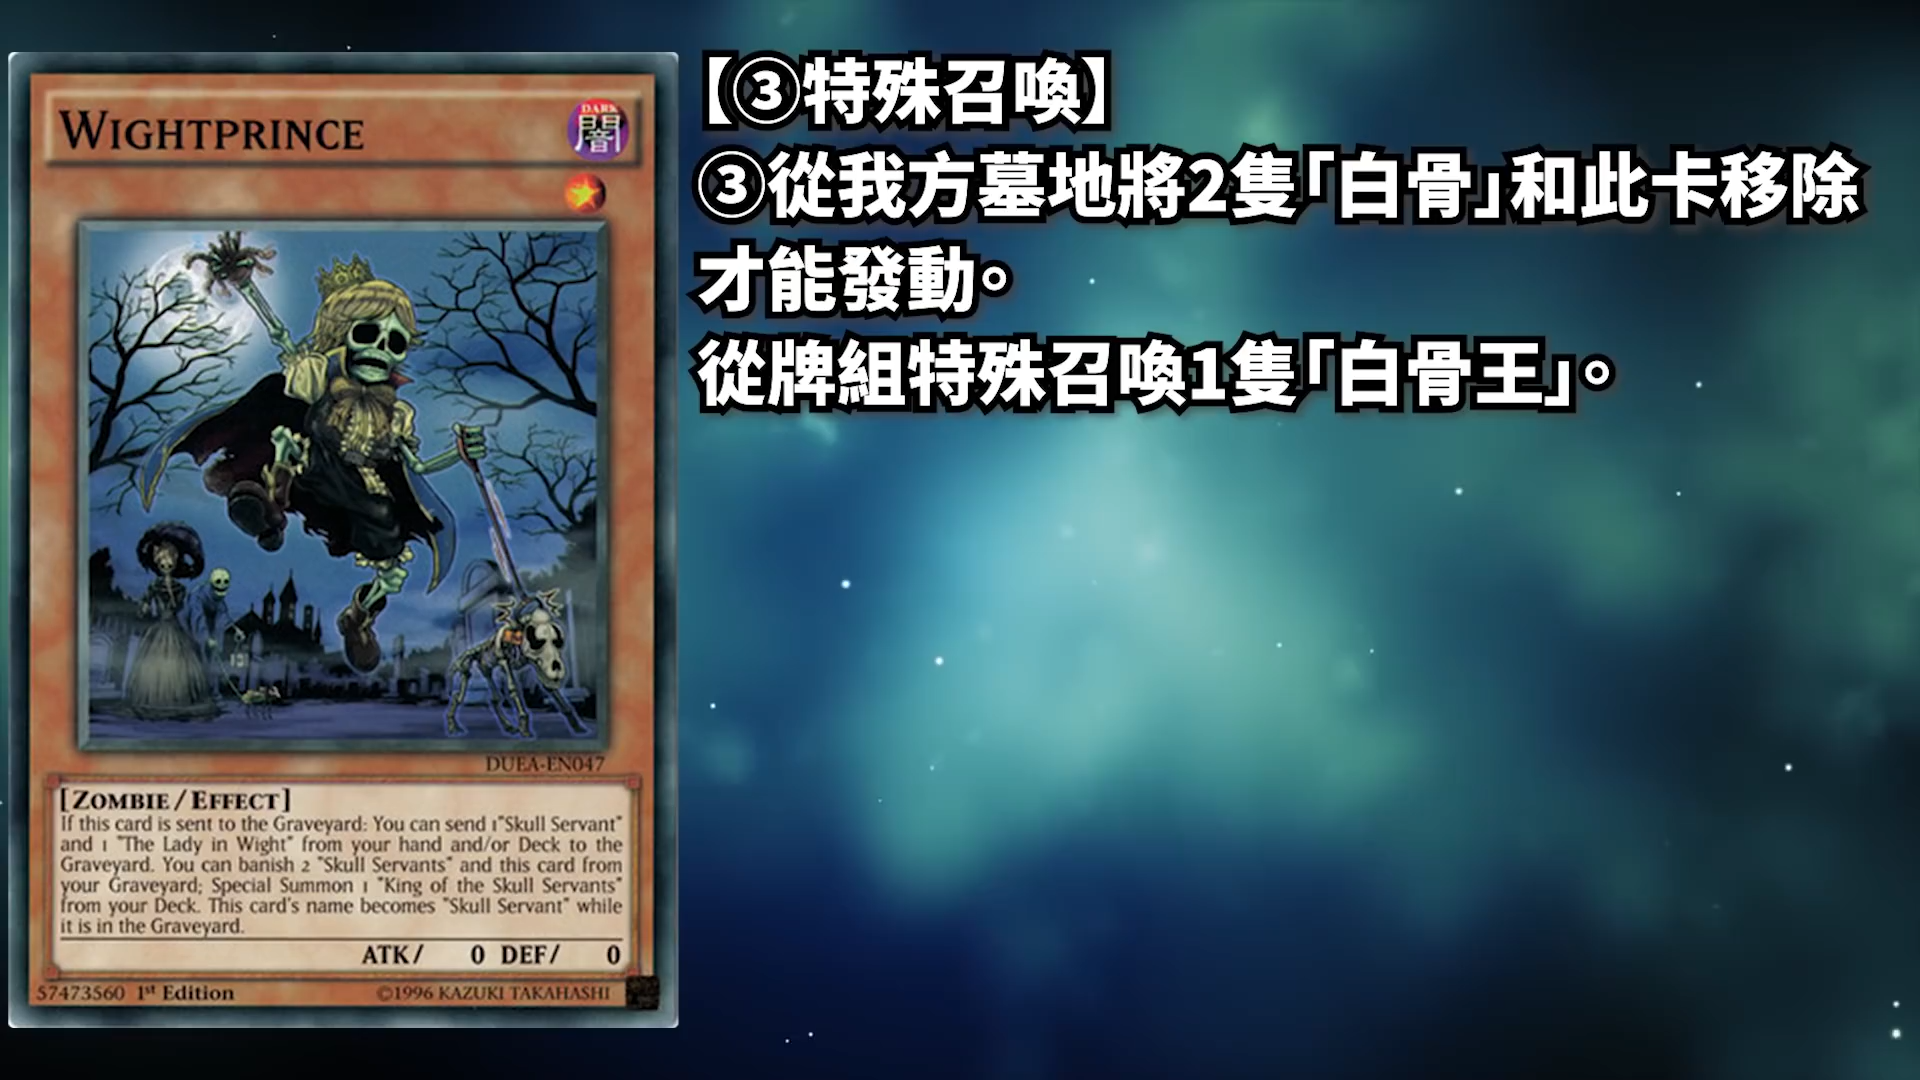 WIGHTPRINCE
DARK
闇
DUEA-EN047
[ZOMBIE/EFFECT]
If this card is sent to the Graveyard: You can send 1"Skull Servant"
and 1 "The Lady in Wight" from your hand and/or Deck to the
Graveyard. You can banish 2 "Skull Servants" and this card from
your Graveyard; Special Summon 1 "King of the Skull Servants"
from your Deck. This card's name becomes "Skull Servant" while
it is in the Graveyard.
ATK/ 0 DEF/ 0
57473560 1st Edition ©1996 KAZUKI TAKAHASHI
【③特殊召喚】
③從我方墓地將2隻「白骨」和此卡移除
才能發動。
從牌組特殊召喚1隻「白骨王」。